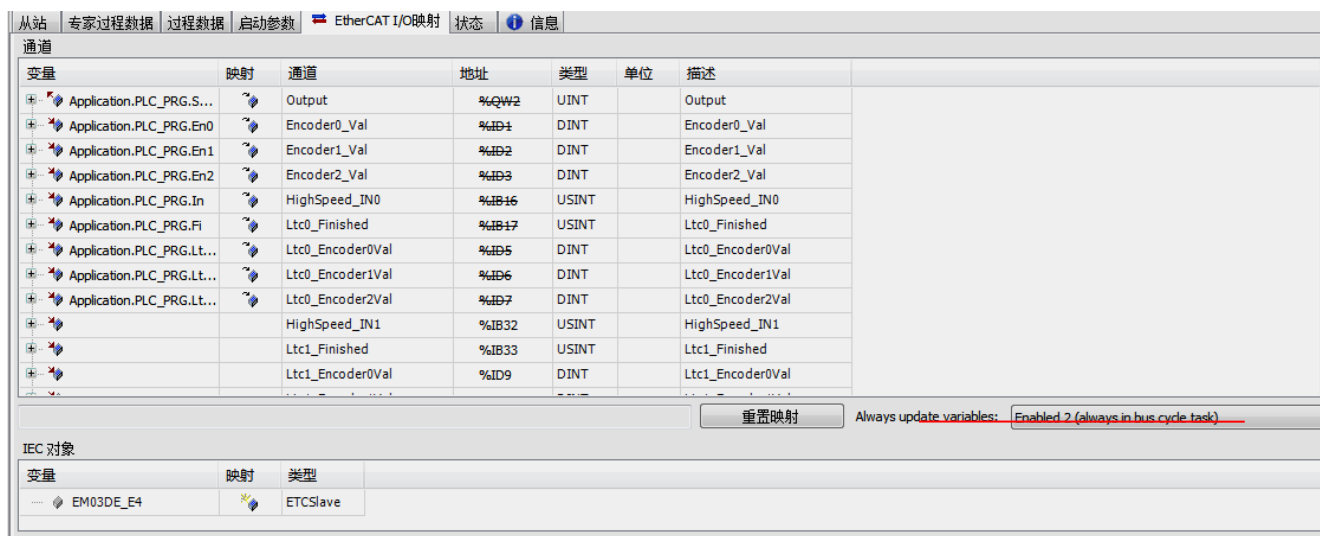 从站 专家过程数据 过程数据 启动参数 EtherCAT I/O映射 状态 信息
通道
变量 映射 通道 地址 类型 单位 描述
Application.PLC_PRG.S... Output %QW2 UINT Output
Application.PLC_PRG.En0 Encoder0_Val %ID1 DINT Encoder0_Val
Application.PLC_PRG.En1 Encoder1_Val %ID2 DINT Encoder1_Val
Application.PLC_PRG.En2 Encoder2_Val %ID3 DINT Encoder2_Val
Application.PLC_PRG.In HighSpeed_IN0 %IB16 USINT HighSpeed_IN0
Application.PLC_PRG.Fi Ltc0_Finished %IB17 USINT Ltc0_Finished
Application.PLC_PRG.Lt... Ltc0_Encoder0Val %ID5 DINT Ltc0_Encoder0Val
Application.PLC_PRG.Lt... Ltc0_Encoder1Val %ID6 DINT Ltc0_Encoder1Val
Application.PLC_PRG.Lt... Ltc0_Encoder2Val %ID7 DINT Ltc0_Encoder2Val
HighSpeed_IN1 %IB32 USINT HighSpeed_IN1
Ltc1_Finished %IB33 USINT Ltc1_Finished
Ltc1_Encoder0Val %ID9 DINT Ltc1_Encoder0Val
重置映射 Always update variables: Enabled 2 (always in bus cycle task)
IEC 对象
变量 映射 类型
EM03DE_E4 ETCSlave